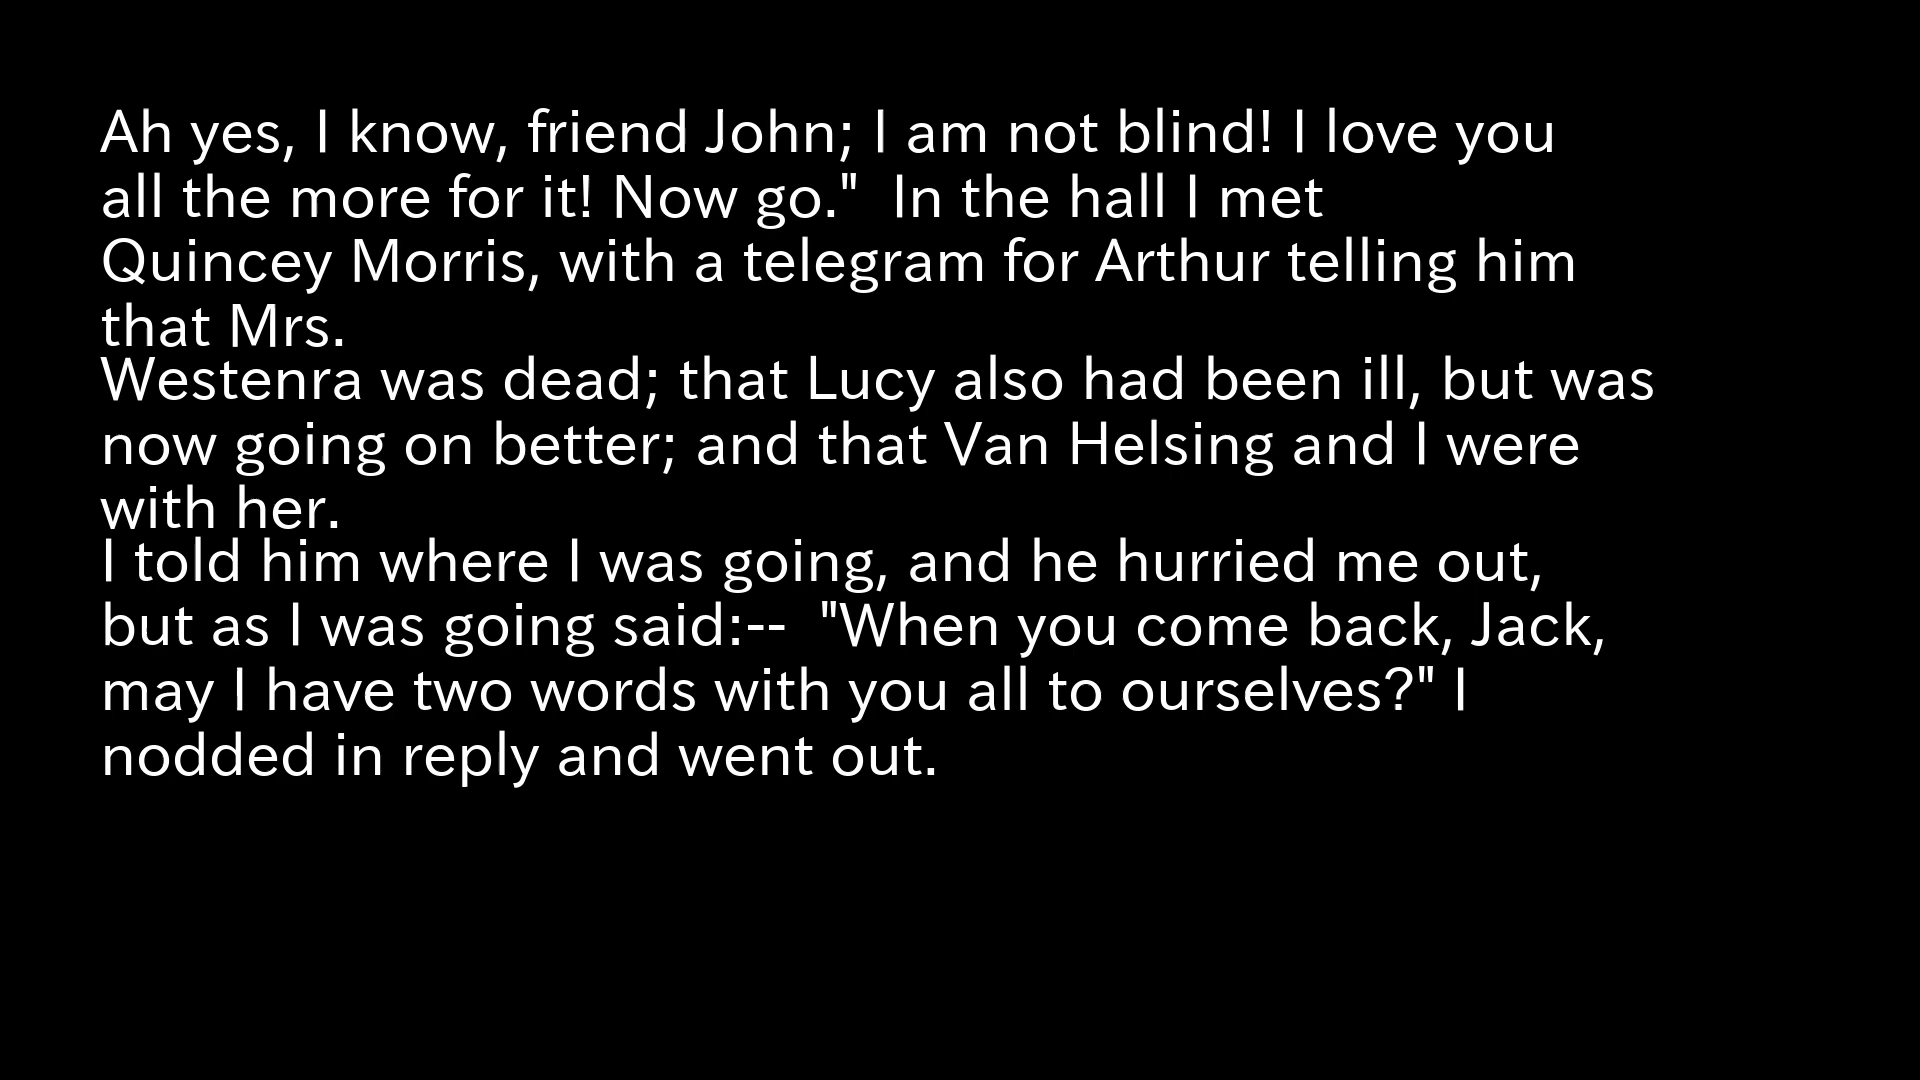 Ah yes, I know, friend John; I am not blind! I love you
all the more for it! Now go."  In the hall I met
Quincey Morris, with a telegram for Arthur telling him
that Mrs.
Westenra was dead; that Lucy also had been ill, but was
now going on better; and that Van Helsing and I were
with her.
I told him where I was going, and he hurried me out,
but as I was going said:--  "When you come back, Jack,
may I have two words with you all to ourselves?" I
nodded in reply and went out.